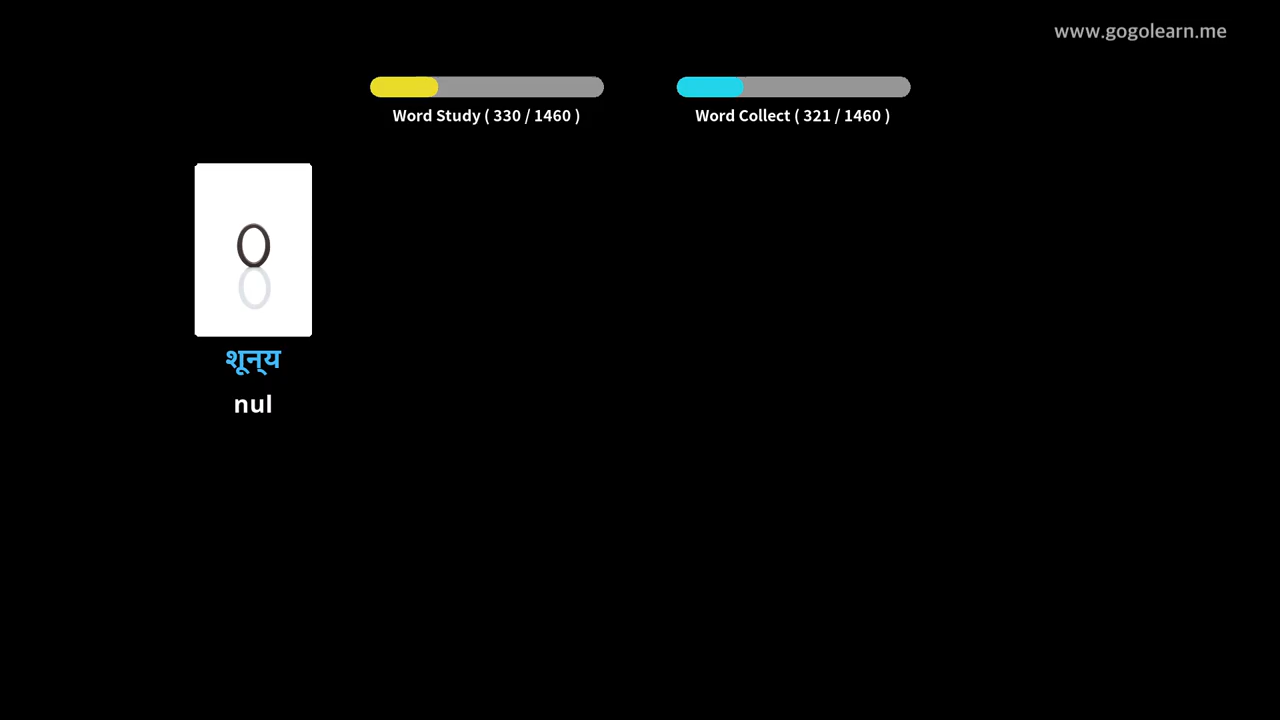 www.gogolearn.me
Word Study ( 330 / 1460 )
Word Collect ( 321 / 1460 )
0
शून्य
nul